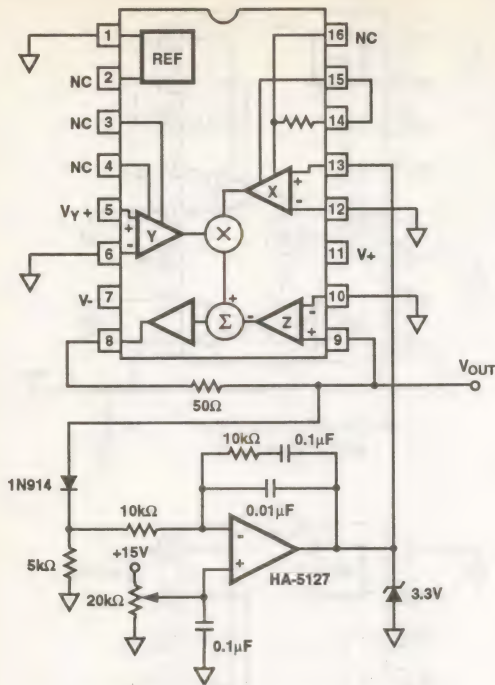 1 REF 16 NC
NC 2 15
NC 3 14
NC 4 + X - 13
VY + 5 + Y - × 12
6 11 V+
V- 7 + Σ - - Z + 10
8 9
VOUT
50Ω
10kΩ 0.1μF
1N914
0.01μF
10kΩ
+15V
-
+
5kΩ
HA-5127
20kΩ
3.3V
0.1μF